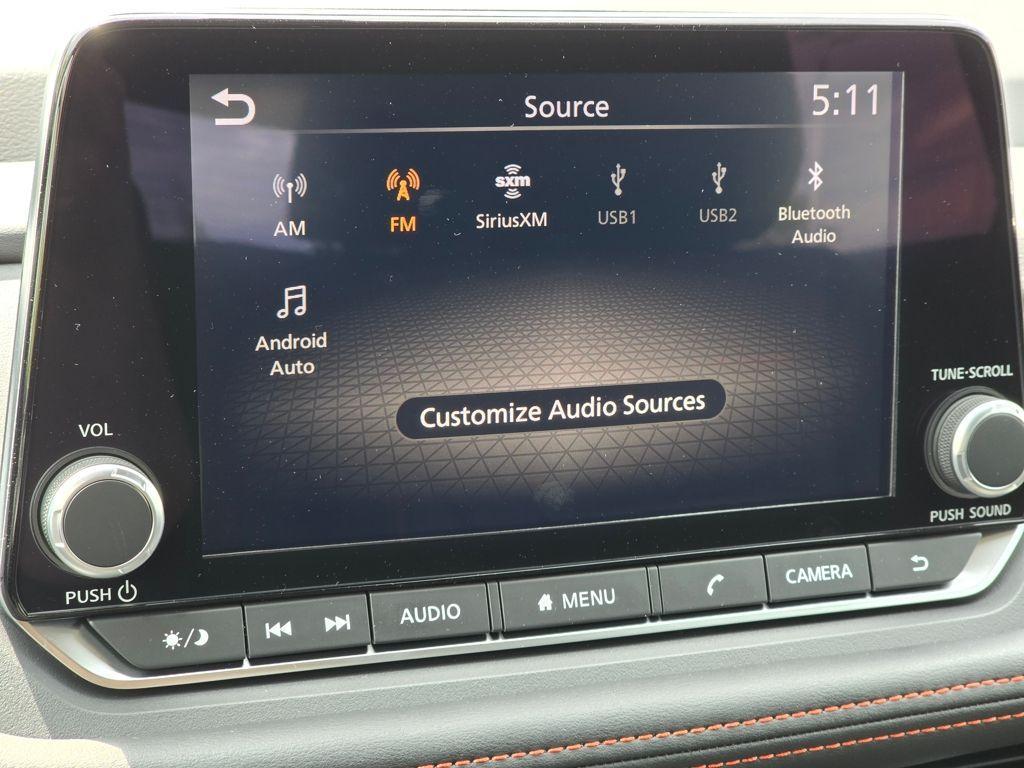 Source
5:11
AM
FM
sxm
SiriusXM
USB1
USB2
Bluetooth
Audio
Android
Auto
Customize Audio Sources
VOL
PUSH
TUNE·SCROLL
PUSH SOUND
AUDIO
MENU
CAMERA